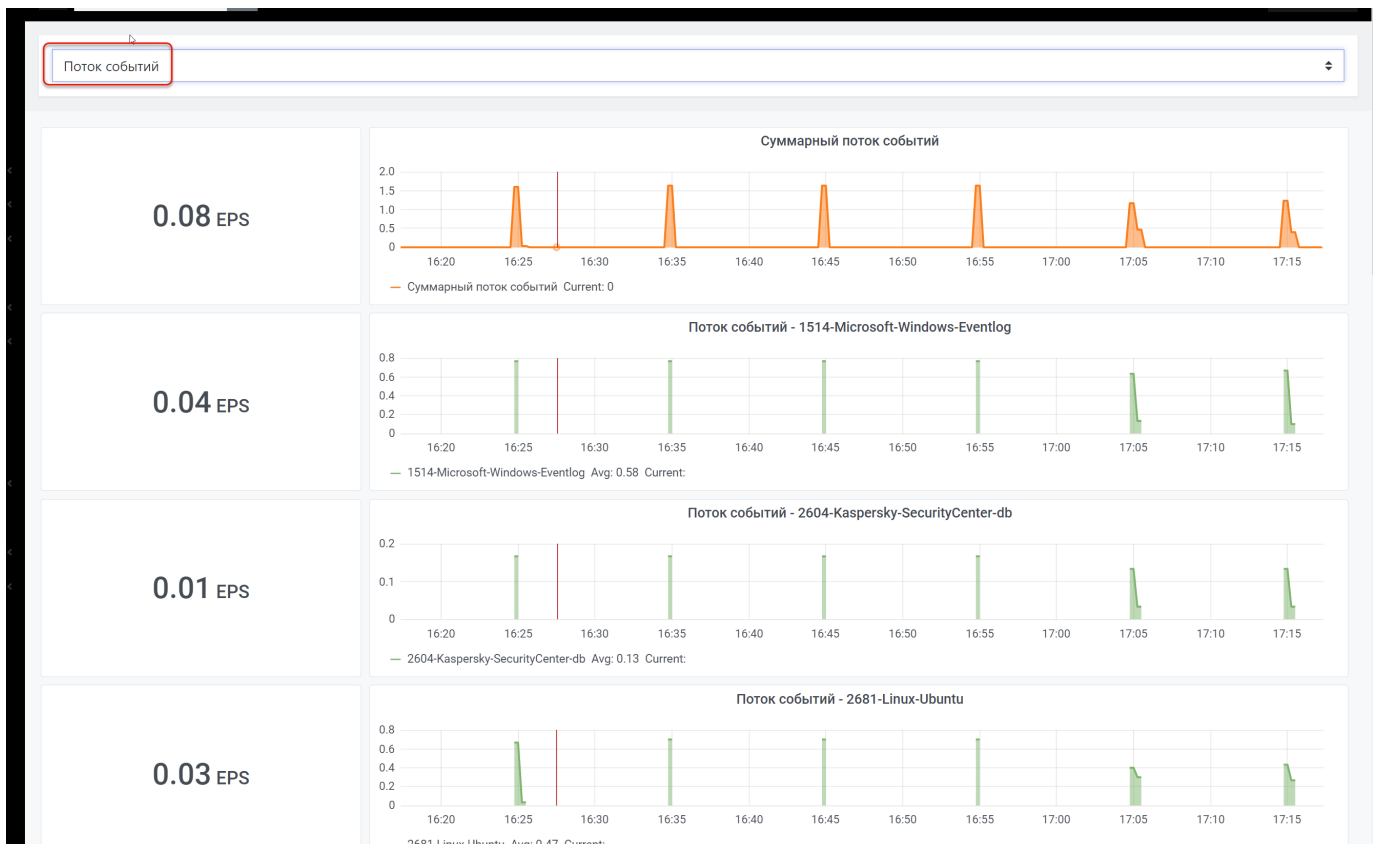 Поток событий
0.08 EPS
Суммарный поток событий
2.0
1.5
1.0
0.5
0
16:20 16:25 16:30 16:35 16:40 16:45 16:50 16:55 17:00 17:05 17:10 17:15
Суммарный поток событий Current: 0
0.04 EPS
Поток событий - 1514-Microsoft-Windows-Eventlog
0.8
0.6
0.4
0.2
0
16:20 16:25 16:30 16:35 16:40 16:45 16:50 16:55 17:00 17:05 17:10 17:15
1514-Microsoft-Windows-Eventlog Avg: 0.58 Current:
0.01 EPS
Поток событий - 2604-Kaspersky-SecurityCenter-db
0.2
0.1
0
16:20 16:25 16:30 16:35 16:40 16:45 16:50 16:55 17:00 17:05 17:10 17:15
2604-Kaspersky-SecurityCenter-db Avg: 0.13 Current:
0.03 EPS
Поток событий - 2681-Linux-Ubuntu
0.8
0.6
0.4
0.2
0
16:20 16:25 16:30 16:35 16:40 16:45 16:50 16:55 17:00 17:05 17:10 17:15
2681-Linux-Ubuntu Avg: 0.47 Current: